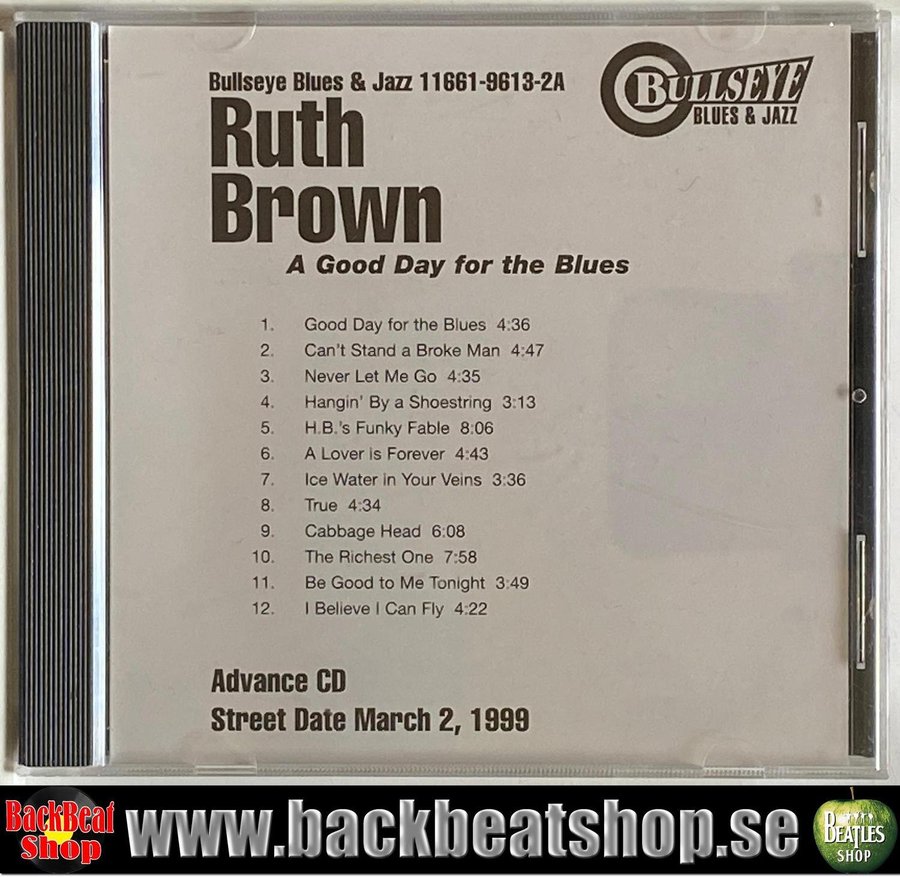 Bullseye Blues & Jazz 11661-9613-2A
BULLSEYE
BLUES & JAZZ
Ruth
Brown
A Good Day for the Blues
1. Good Day for the Blues 4:36
2. Can't Stand a Broke Man 4:47
3. Never Let Me Go 4:35
4. Hangin' By a Shoestring 3:13
5. H.B.'s Funky Fable 8:06
6. A Lover is Forever 4:43
7. Ice Water in Your Veins 3:36
8. True 4:34
9. Cabbage Head 6:08
10. The Richest One 7:58
11. Be Good to Me Tonight 3:49
12. I Believe I Can Fly 4:22
Advance CD
Street Date March 2, 1999
BackBeat
Shop
www.backbeatshop.se
BEATLES
SHOP